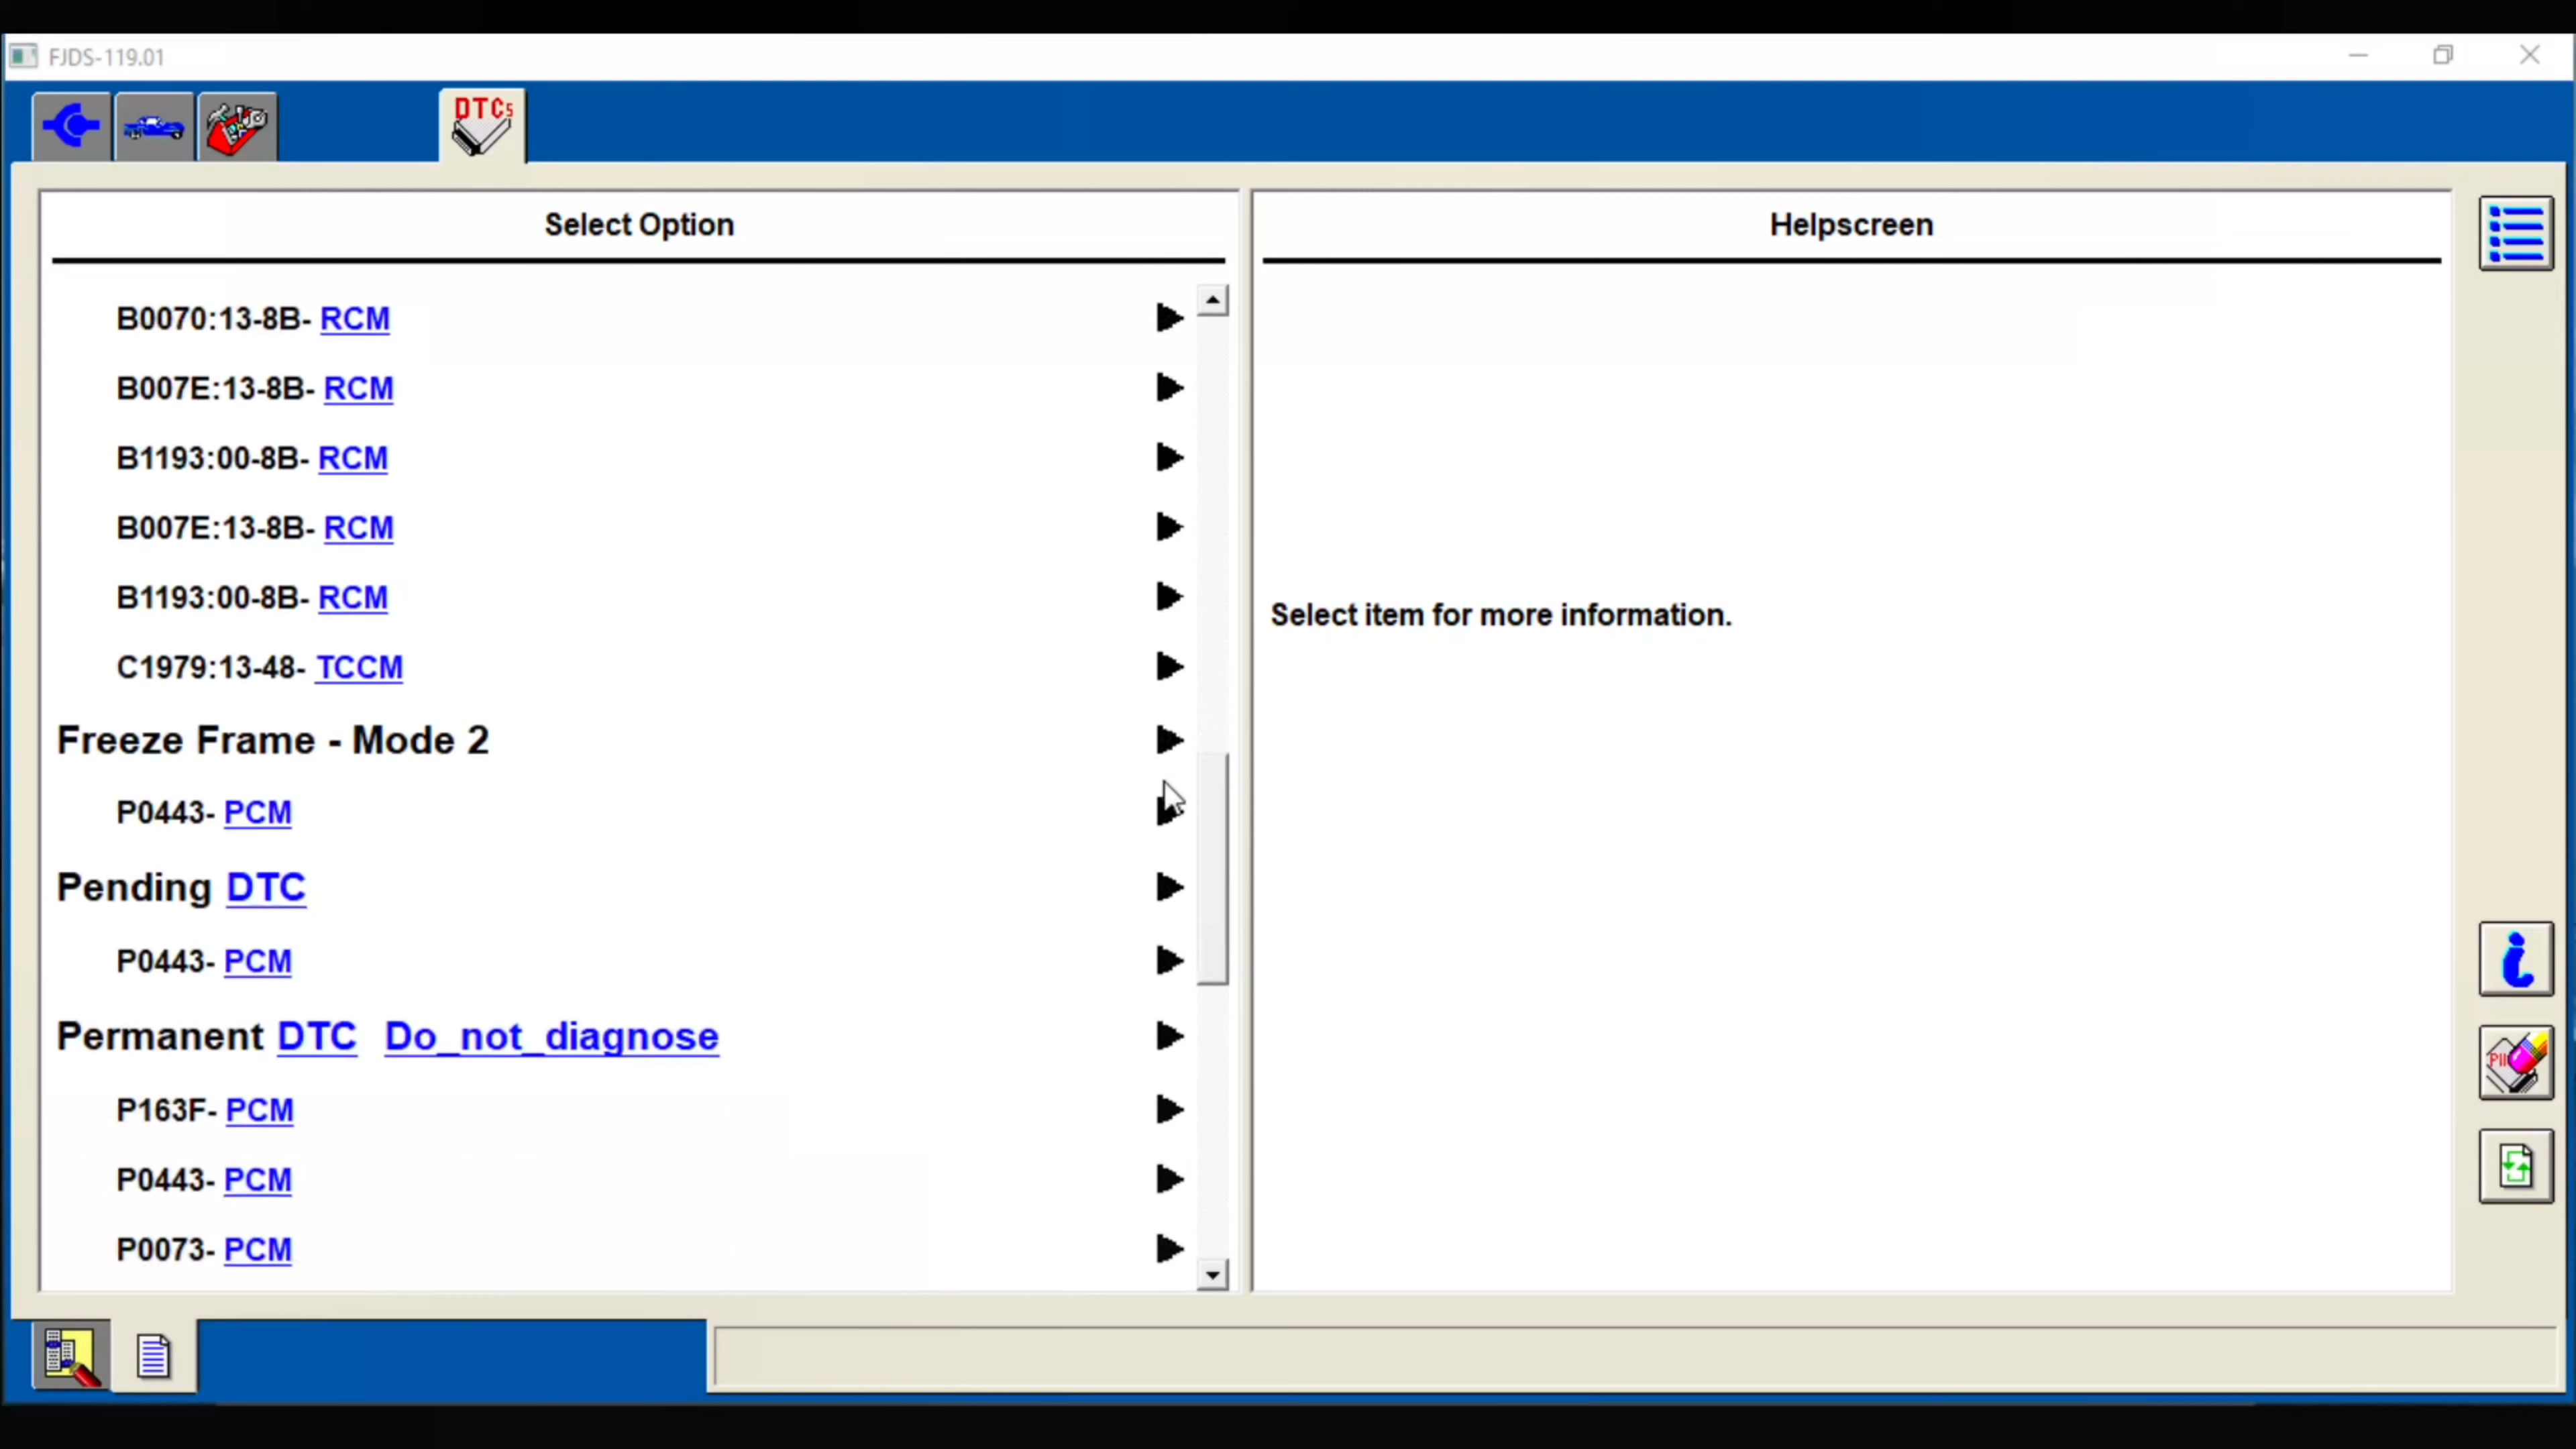 FJDS-119.01
DTCs
Select Option
B0070:13-8B- RCM
B007E:13-8B- RCM
B1193:00-8B- RCM
B007E:13-8B- RCM
B1193:00-8B- RCM
C1979:13-48- TCCM
Freeze Frame - Mode 2
P0443- PCM
Pending DTC
P0443- PCM
Permanent DTC Do_not_diagnose
P163F- PCM
P0443- PCM
P0073- PCM
Helpscreen
Select item for more information.